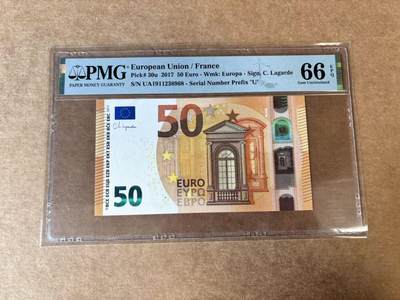 PMG
PAPER MONEY GUARANTY
European Union / France
Pick# 30u 2017 50 Euro - Wmk: Europa - Sign. C. Lagarde
S/N UA1911238968 - Serial Number Prefix "U"
66 EPQ
Gem Uncirculated
50
50
EURO
ΕΥΡΩ
ЕВРО